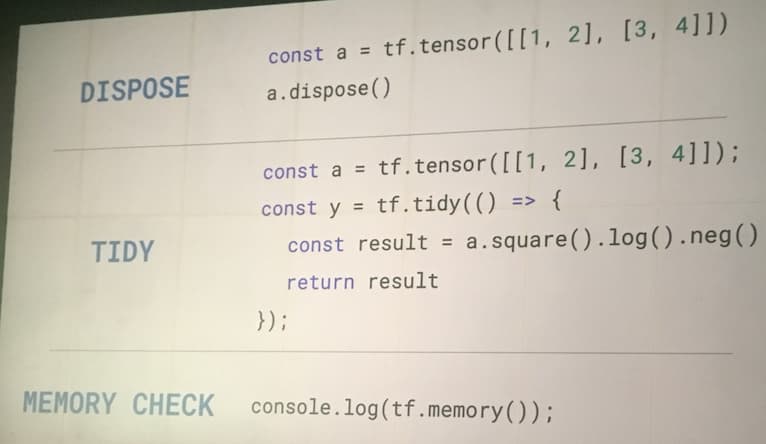 const a = tf.tensor([[1, 2], [3, 4]])
DISPOSE
a.dispose()
const a = tf.tensor([[1, 2], [3, 4]]);
const y = tf.tidy(() => {
TIDY
const result = a.square().log().neg()
return result
});
MEMORY CHECK
console.log(tf.memory());